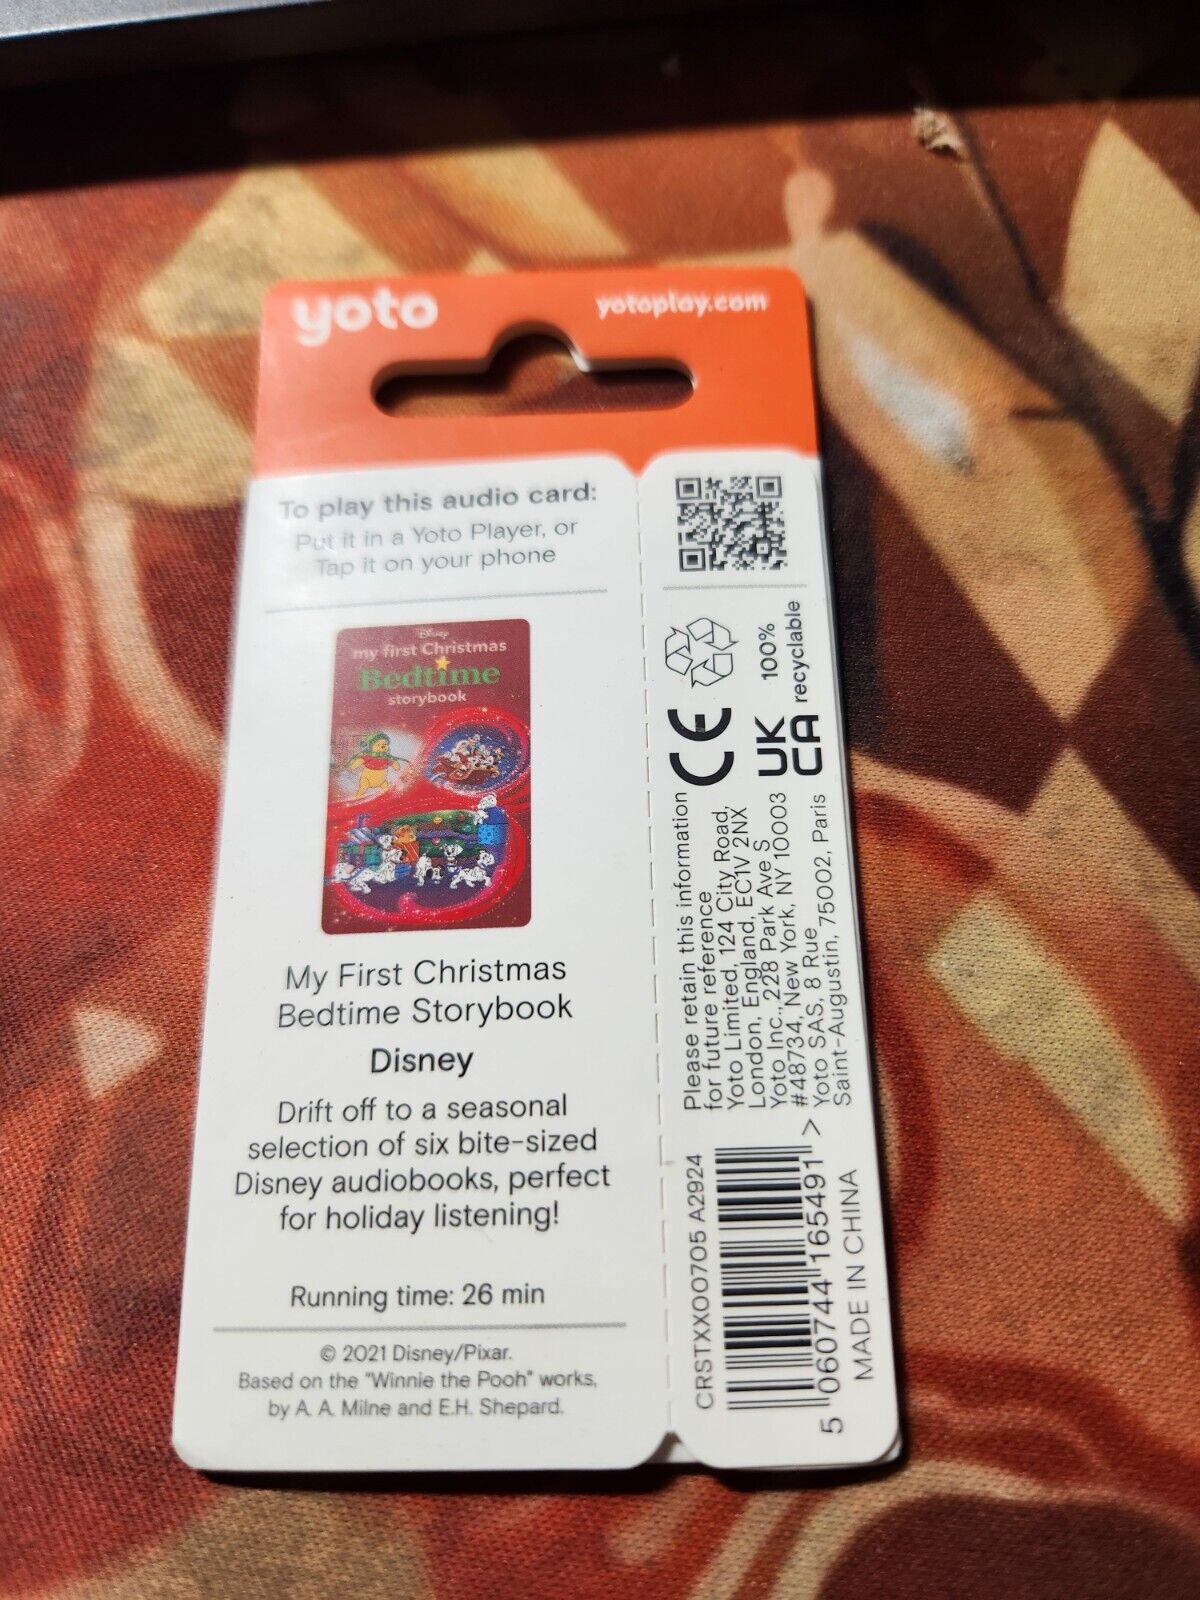 yoto
yotoplay.com
To play this audio card:
Put it in a Yoto Player, or
Tap it on your phone
Disney
my first Christmas
Bedtime
storybook
My First Christmas
Bedtime Storybook
Disney
Drift off to a seasonal
selection of six bite-sized
Disney audiobooks, perfect
for holiday listening!
Running time: 26 min
© 2021 Disney/Pixar.
Based on the "Winnie the Pooh" works,
by A. A. Milne and E.H. Shepard.
100%
recyclable
CE
UK
CA
Please retain this information
for future reference
Yoto Limited, 124 City Road,
London, England, EC1V 2NX
Yoto Inc., 228 Park Ave S
#48734, New York, NY 10003
Yoto SAS, 8 Rue
Saint-Augustin, 75002, Paris
CRSTXX00705 A2924
5 060744 165491 >
MADE IN CHINA